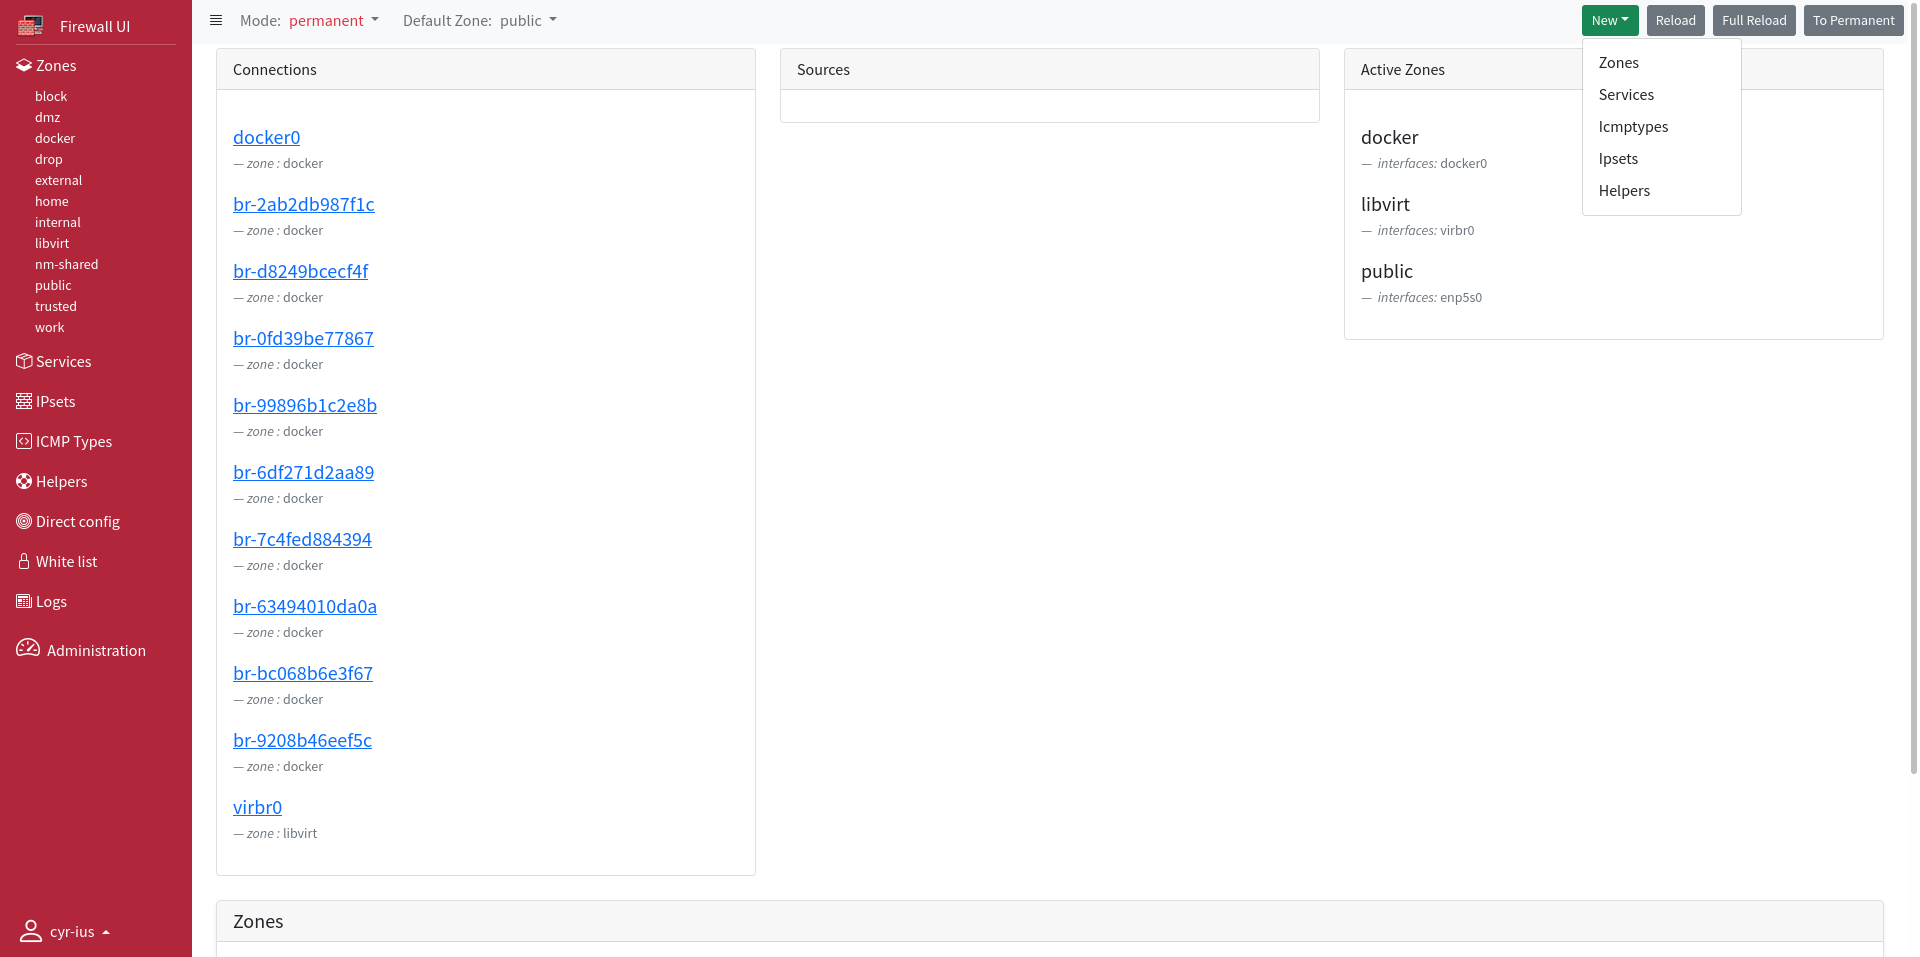 Firewall UI
Zones
block
dmz
docker
drop
external
home
internal
libvirt
nm-shared
public
trusted
work
Services
IPsets
ICMP Types
Helpers
Direct config
White list
Logs
Administration
cyr-ius
Mode: permanent
Default Zone: public
New
Reload
Full Reload
To Permanent
Zones
Services
Icmptypes
Ipsets
Helpers
Connections
docker0
— zone : docker
br-2ab2db987f1c
— zone : docker
br-d8249bcecf4f
— zone : docker
br-0fd39be77867
— zone : docker
br-99896b1c2e8b
— zone : docker
br-6df271d2aa89
— zone : docker
br-7c4fed884394
— zone : docker
br-63494010da0a
— zone : docker
br-bc068b6e3f67
— zone : docker
br-9208b46eef5c
— zone : docker
virbr0
— zone : libvirt
Sources
Active Zones
docker
— interfaces: docker0
libvirt
— interfaces: virbr0
public
— interfaces: enp5s0
Zones